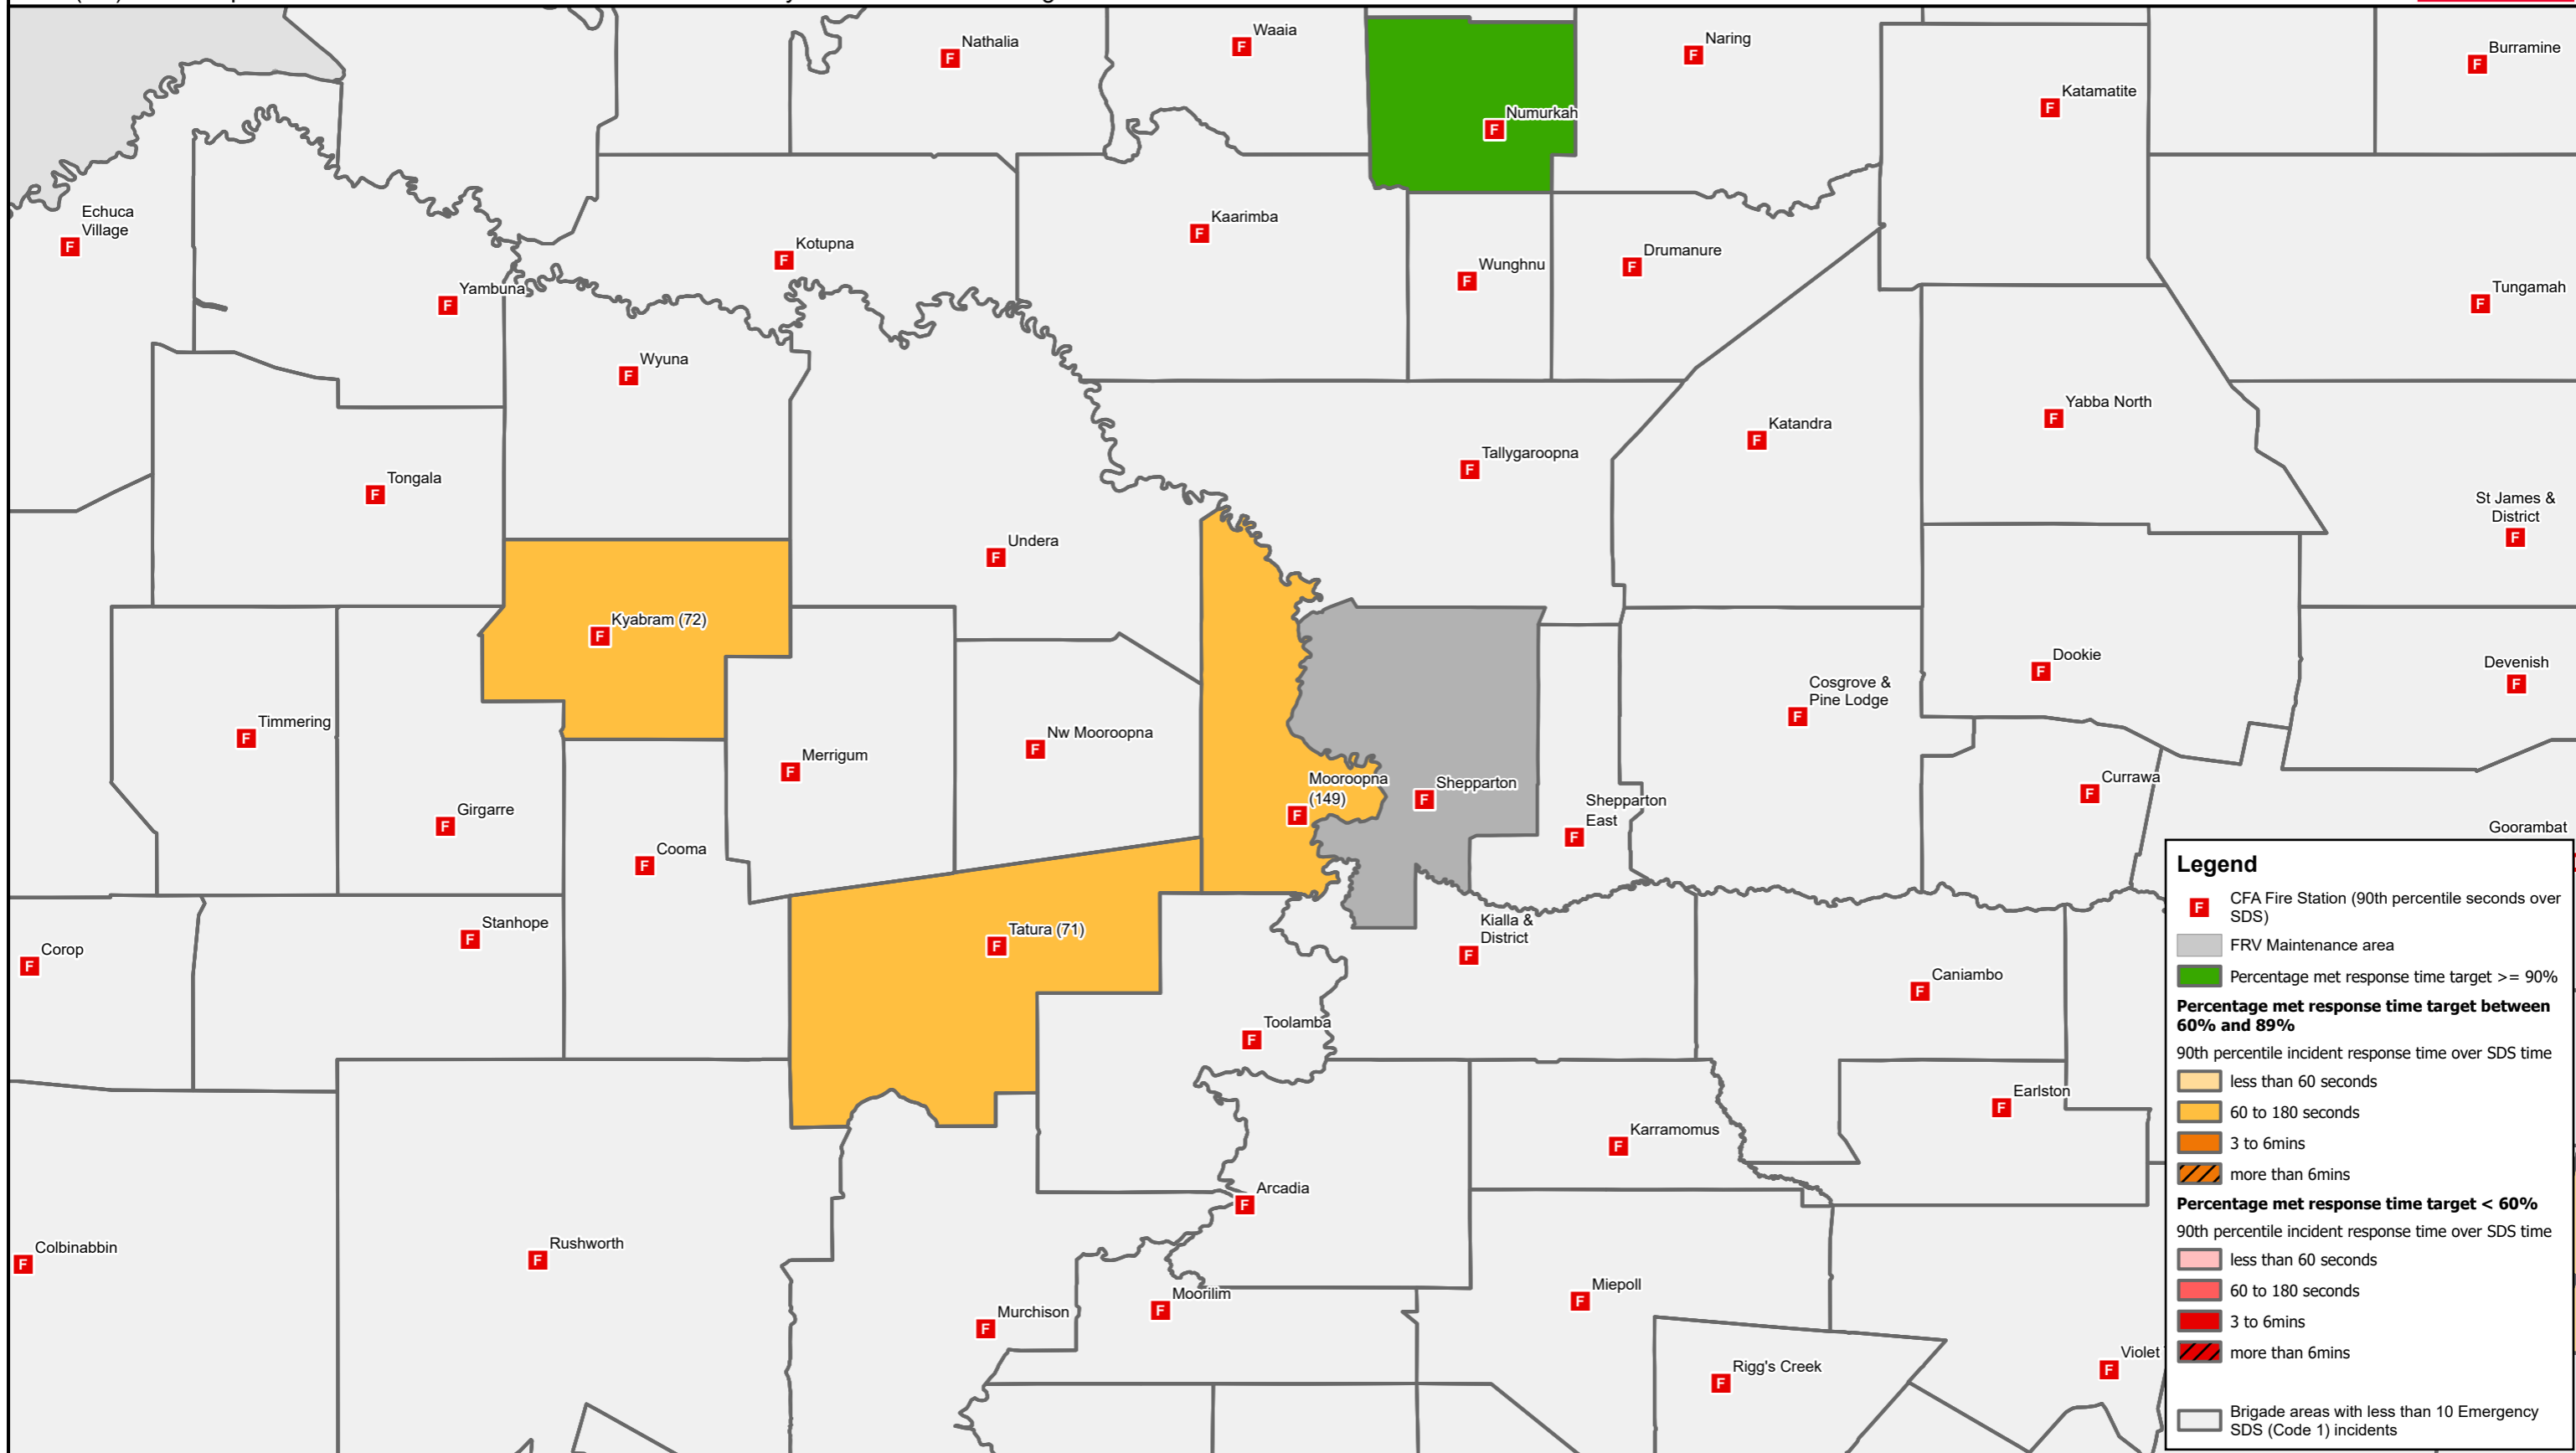 Nathalia
Waaia
Naring
Burramine
Katamatite
Numurkah
Echuca
Village
Kaarimba
Kotupna
Drumanure
Wunghnu
Yambuna
Tungamah
Wyuna
Yabba North
Katandra
Tallygaroopna
Tongala
St James &
District
Undera
Kyabram (72)
Dookie
Devenish
Cosgrove &
Pine Lodge
Timmering
Nw Mooroopna
Merrigum
Mooroopna
(149)
Shepparton
Currawa
Shepparton
East
Girgarre
Goorambat
Cooma
Stanhope
Tatura (71)
Kialla &
District
Corop
Caniambo
Toolamba
Earlston
Karramomus
Arcadia
Colbinabbin
Rushworth
Miepoll
Moorilim
Murchison
Rigg's Creek
Violet
Legend
F CFA Fire Station (90th percentile seconds over
SDS)
FRV Maintenance area
Percentage met response time target >= 90%
Percentage met response time target between
60% and 89%
90th percentile incident response time over SDS time
less than 60 seconds
60 to 180 seconds
3 to 6mins
more than 6mins
Percentage met response time target < 60%
90th percentile incident response time over SDS time
less than 60 seconds
60 to 180 seconds
3 to 6mins
more than 6mins
Brigade areas with less than 10 Emergency
SDS (Code 1) incidents